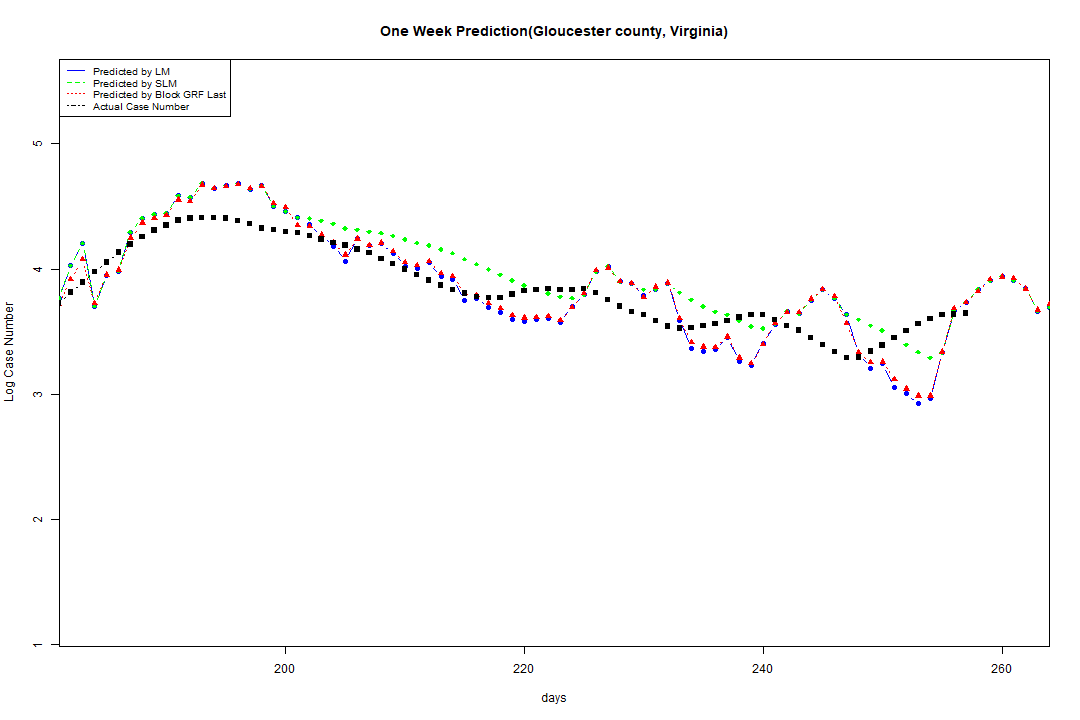 One Week Prediction(Gloucester county, Virginia)
Predicted by LM
Predicted by SLM
Predicted by Block GRF Last
Actual Case Number
5
4
3
2
1
Log Case Number
200
220
240
260
days